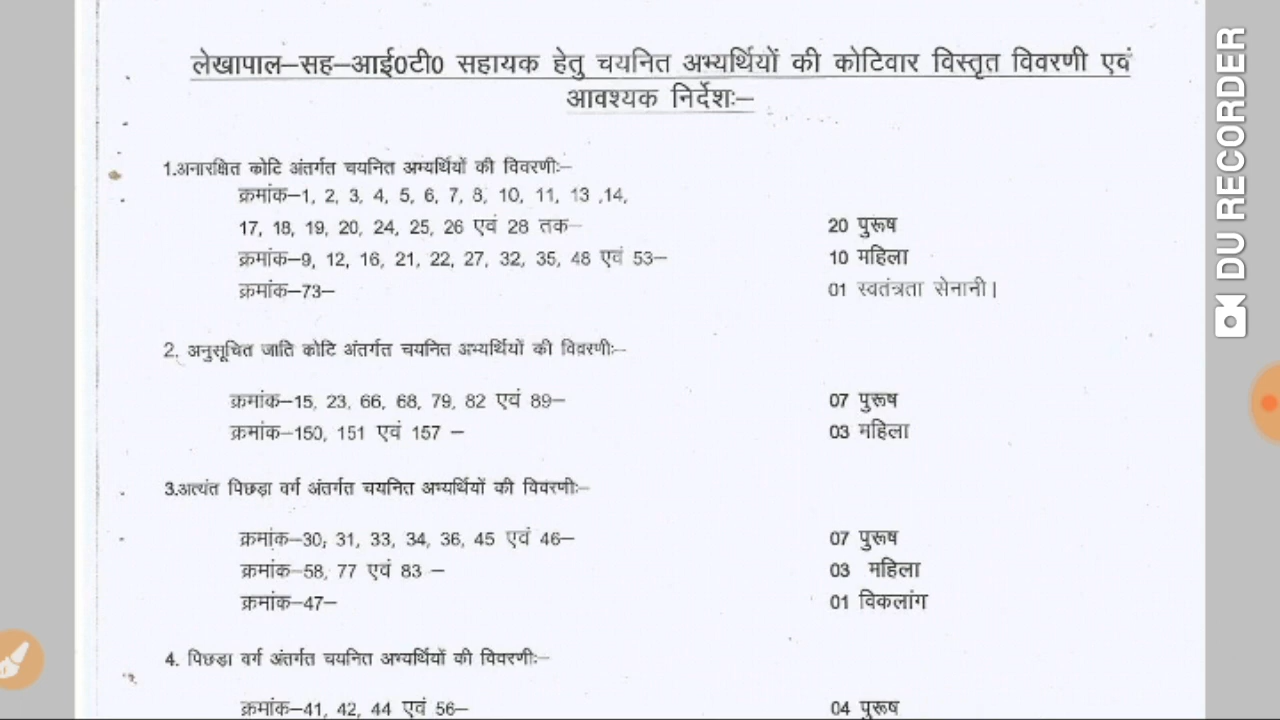 लेखापाल–सह–आई0टी0 सहायक हेतु चयनित अभ्यर्थियों की कोटिवार विस्तृत विवरणी एवं
आवश्यक निर्देशः–
1.अनारक्षित कोटि अंतर्गत चयनित अभ्यर्थियों की विवरणीः–
क्रमांक–1, 2, 3, 4, 5, 6, 7, 8, 10, 11, 13 ,14,
17, 18, 19, 20, 24, 25, 26 एवं 28 तक– 20 पुरूष
क्रमांक–9, 12, 16, 21, 22, 27, 32, 35, 48 एवं 53– 10 महिला
क्रमांक–73– 01 स्वतंत्रता सेनानी।
2. अनुसूचित जाति कोटि अंतर्गत चयनित अभ्यर्थियों की विवरणीः–
क्रमांक–15, 23, 66, 68, 79, 82 एवं 89– 07 पुरूष
क्रमांक–150, 151 एवं 157 – 03 महिला
3.अत्यंत पिछड़ा वर्ग अंतर्गत चयनित अभ्यर्थियों की विवरणीः–
क्रमांक–30, 31, 33, 34, 36, 45 एवं 46– 07 पुरूष
क्रमांक–58, 77 एवं 83 – 03 महिला
क्रमांक–47– 01 विकलांग
4. पिछड़ा वर्ग अंतर्गत चयनित अभ्यर्थियों की विवरणीः–
क्रमांक–41, 42, 44 एवं 56– 04 पुरूष
DU RECORDER